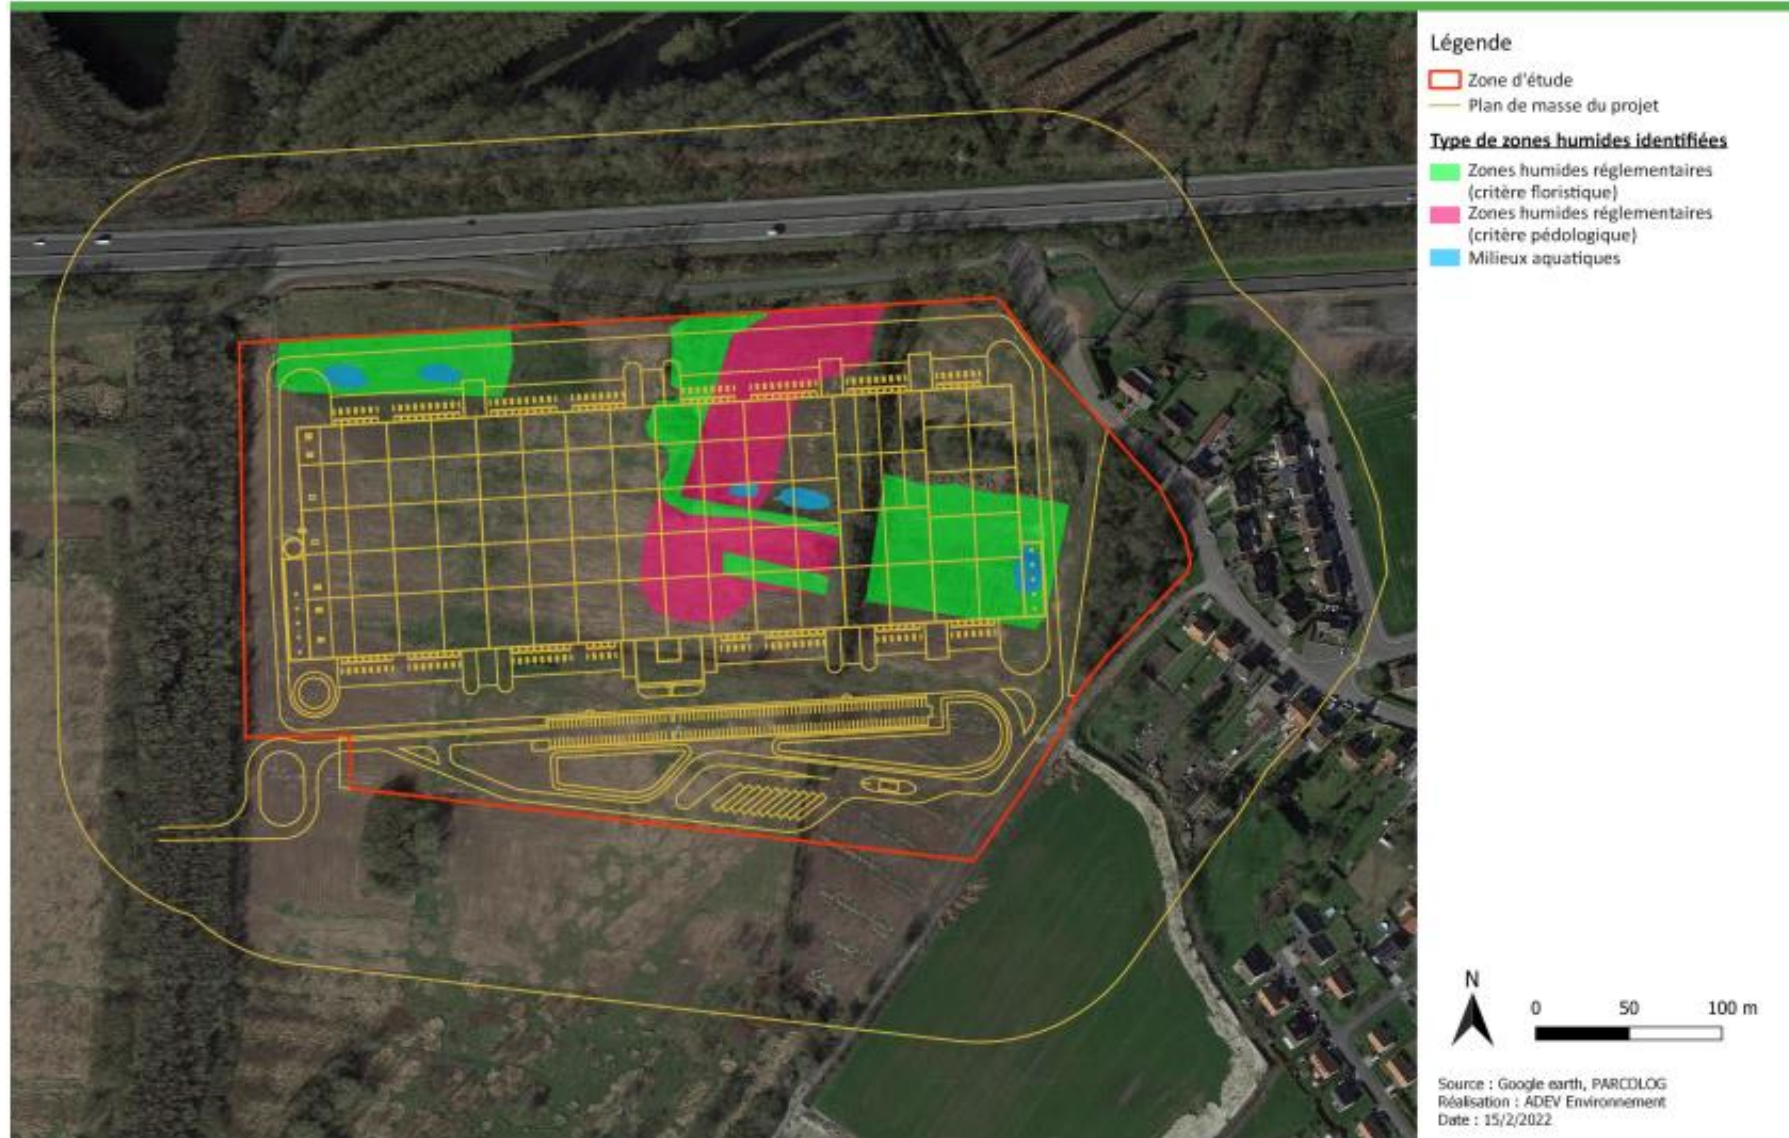 Légende
Zone d'étude
Plan de masse du projet
Type de zones humides identifiées
Zones humides réglementaires
(critère floristique)
Zones humides réglementaires
(critère pédologique)
Milieux aquatiques
N
0 50 100 m
Source : Google earth, PARCOLOG
Réalisation : ADEV Environnement
Date : 15/2/2022